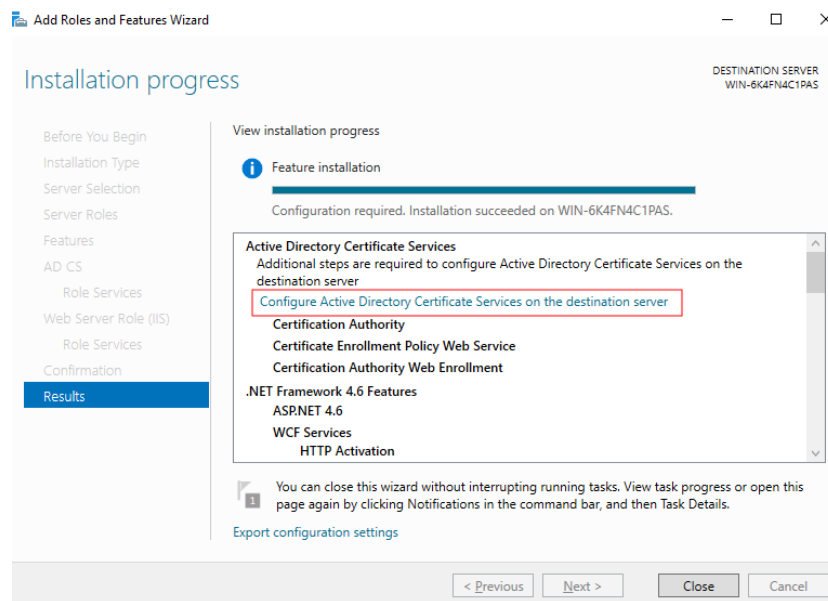 Add Roles and Features Wizard
Installation progress
DESTINATION SERVER
WIN-6K4FN4C1PAS
Before You Begin
Installation Type
Server Selection
Server Roles
Features
AD CS
Role Services
Web Server Role (IIS)
Role Services
Confirmation
Results
View installation progress
Feature installation
Configuration required. Installation succeeded on WIN-6K4FN4C1PAS.
Active Directory Certificate Services
Additional steps are required to configure Active Directory Certificate Services on the
destination server
Configure Active Directory Certificate Services on the destination server
Certification Authority
Certificate Enrollment Policy Web Service
Certification Authority Web Enrollment
.NET Framework 4.6 Features
ASP.NET 4.6
WCF Services
HTTP Activation
1
You can close this wizard without interrupting running tasks. View task progress or open this
page again by clicking Notifications in the command bar, and then Task Details.
Export configuration settings
< Previous
Next >
Close
Cancel